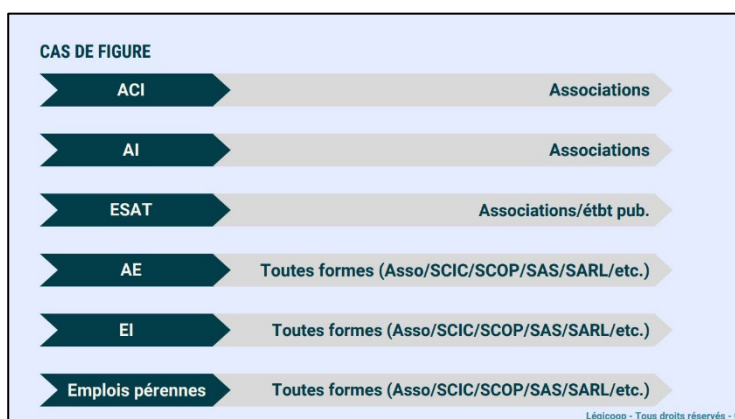 CAS DE FIGURE
ACI Associations
AI Associations
ESAT Associations/étbt pub.
AE Toutes formes (Asso/SCIC/SCOP/SAS/SARL/etc.)
EI Toutes formes (Asso/SCIC/SCOP/SAS/SARL/etc.)
Emplois pérennes Toutes formes (Asso/SCIC/SCOP/SAS/SARL/etc.)
Légicoop - Tous droits réservés -